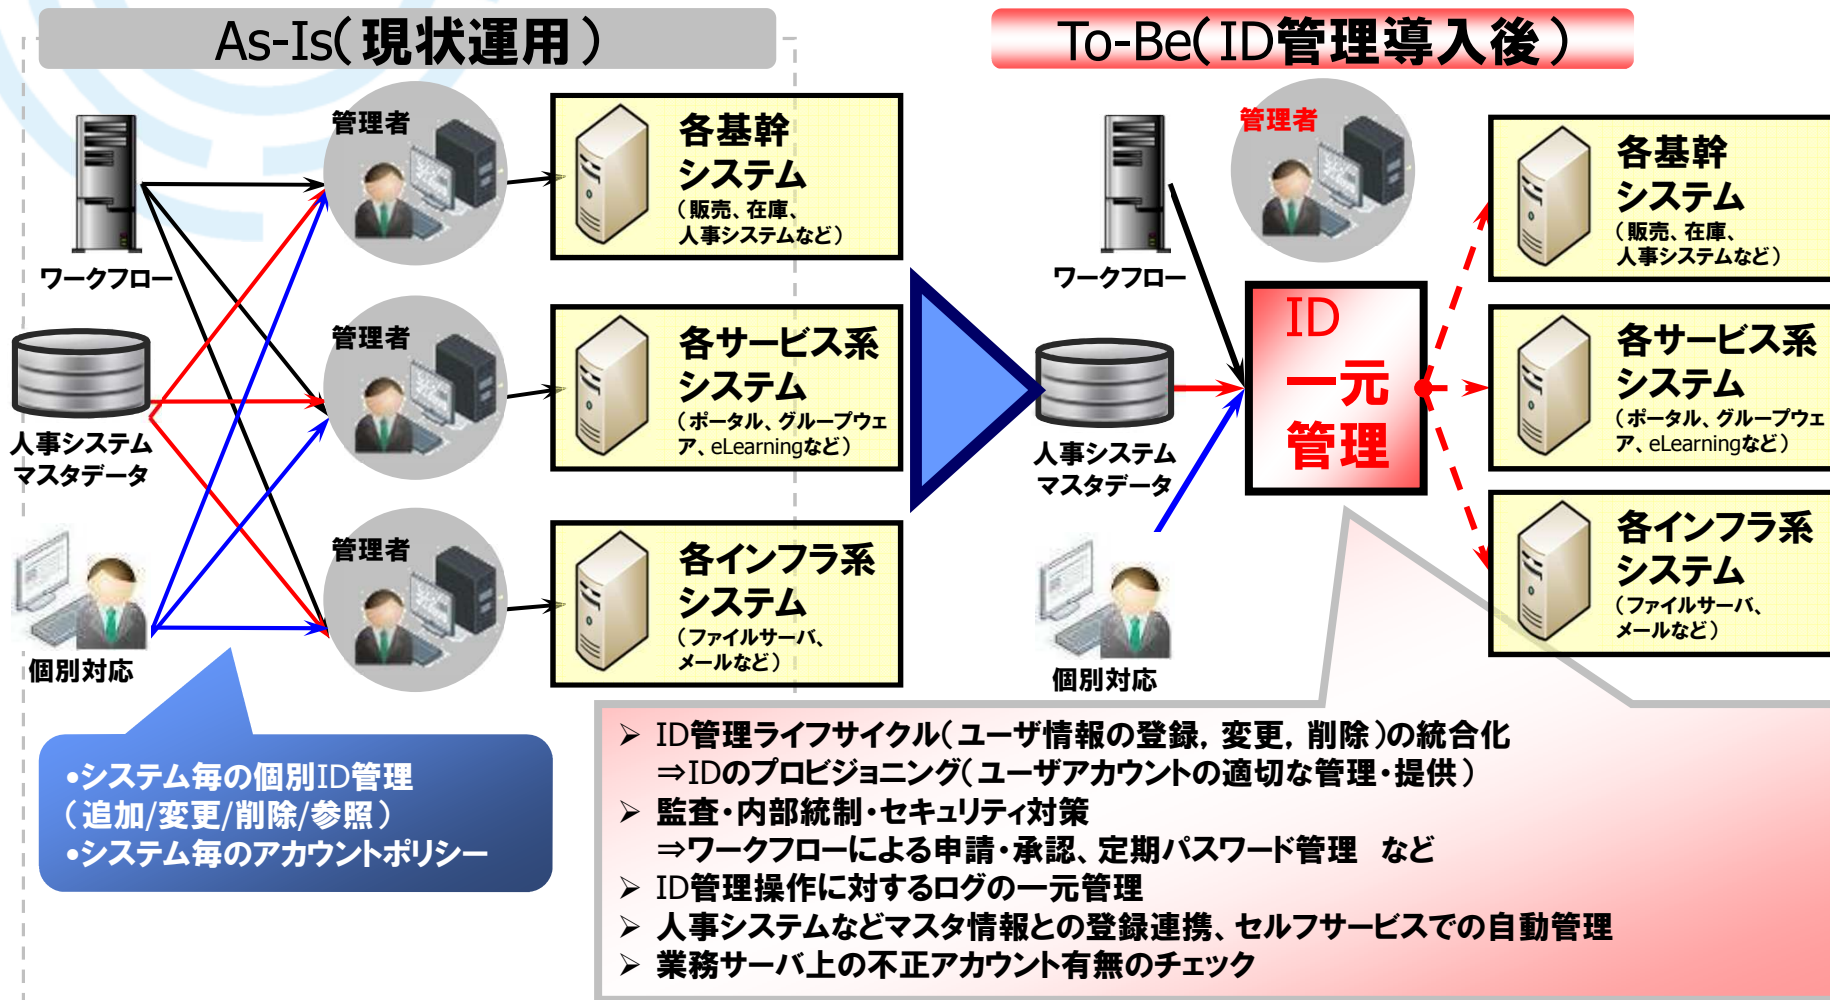 As-Is(現状運用)
管理者
各基幹
システム
(販売、在庫、
人事システムなど)
ワークフロー
管理者
各サービス系
システム
(ポータル、グループウェ
ア、eLearningなど)
人事システム
マスタデータ
管理者
各インフラ系
システム
(ファイルサーバ、
メールなど)
個別対応
•システム毎の個別ID管理
(追加/変更/削除/参照)
•システム毎のアカウントポリシー
To-Be(ID管理導入後)
管理者
ワークフロー
各基幹
システム
(販売、在庫、
人事システムなど)
ID
一元
管理
各サービス系
システム
(ポータル、グループウェ
ア、eLearningなど)
人事システム
マスタデータ
各インフラ系
システム
(ファイルサーバ、
メールなど)
個別対応
➢ ID管理ライフサイクル(ユーザ情報の登録, 変更, 削除)の統合化
⇒IDのプロビジョニング(ユーザアカウントの適切な管理・提供)
➢ 監査・内部統制・セキュリティ対策
⇒ワークフローによる申請・承認、定期パスワード管理 など
➢ ID管理操作に対するログの一元管理
➢ 人事システムなどマスタ情報との登録連携、セルフサービスでの自動管理
➢ 業務サーバ上の不正アカウント有無のチェック